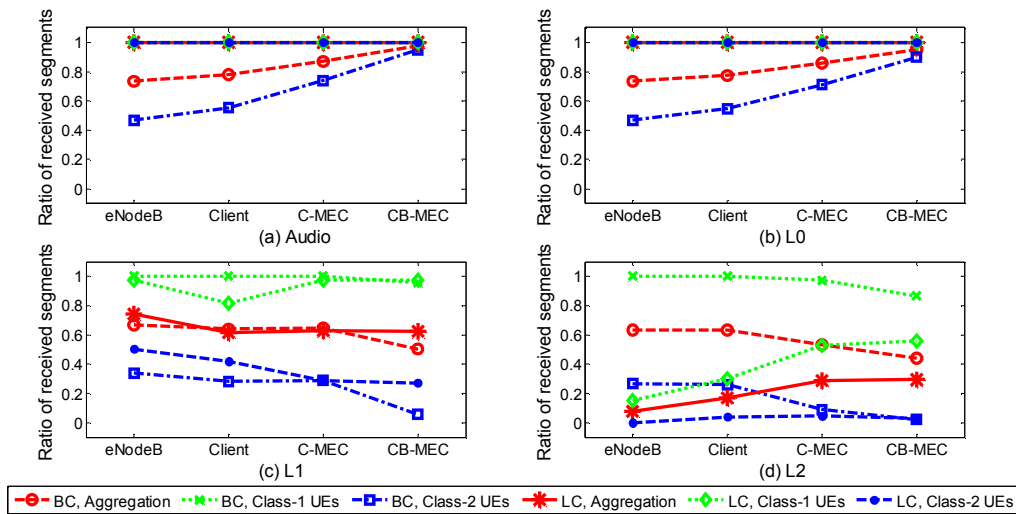 Ratio of received segments
1
0.8
0.6
0.4
0.2
0
eNodeB Client C-MEC CB-MEC
(a) Audio
Ratio of received segments
1
0.8
0.6
0.4
0.2
0
eNodeB Client C-MEC CB-MEC
(b) L0
Ratio of received segments
1
0.8
0.6
0.4
0.2
0
eNodeB Client C-MEC CB-MEC
(c) L1
Ratio of received segments
1
0.8
0.6
0.4
0.2
0
eNodeB Client C-MEC CB-MEC
(d) L2
BC, Aggregation BC, Class-1 UEs BC, Class-2 UEs LC, Aggregation LC, Class-1 UEs LC, Class-2 UEs